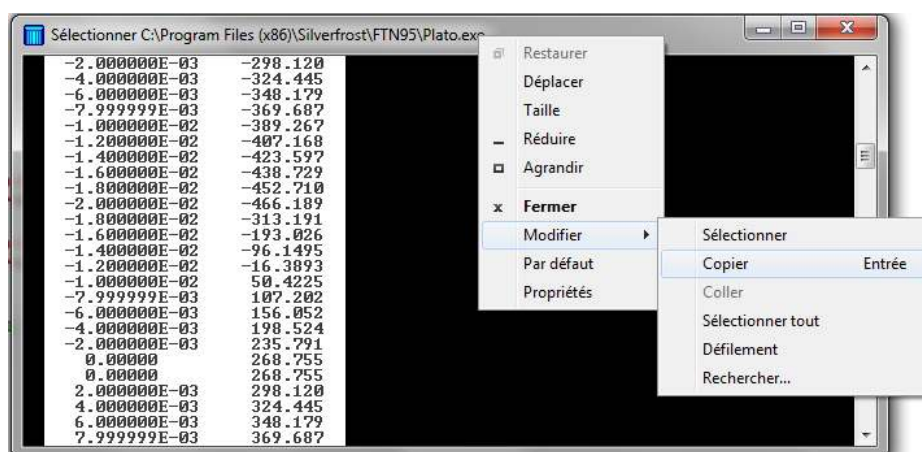 Sélectionner C:\Program Files (x86)\Silverfrost\FTN95\Plato.exe
-2.000000E-03 -298.120
-4.000000E-03 -324.445
-6.000000E-03 -348.179
-7.999999E-03 -369.687
-1.000000E-02 -389.267
-1.200000E-02 -407.168
-1.400000E-02 -423.597
-1.600000E-02 -438.729
-1.800000E-02 -452.710
-2.000000E-02 -466.189
-1.800000E-02 -313.191
-1.600000E-02 -193.026
-1.400000E-02 -96.1495
-1.200000E-02 -16.3893
-1.000000E-02 50.4225
-7.999999E-03 107.202
-6.000000E-03 156.052
-4.000000E-03 198.524
-2.000000E-03 235.791
0.00000 268.755
0.00000 268.755
2.000000E-03 298.120
4.000000E-03 324.445
6.000000E-03 348.179
7.999999E-03 369.687
Restaurer
Déplacer
Taille
Réduire
Agrandir
Fermer
Modifier
Par défaut
Propriétés
Sélectionner
Copier Entrée
Coller
Sélectionner tout
Défilement
Rechercher...